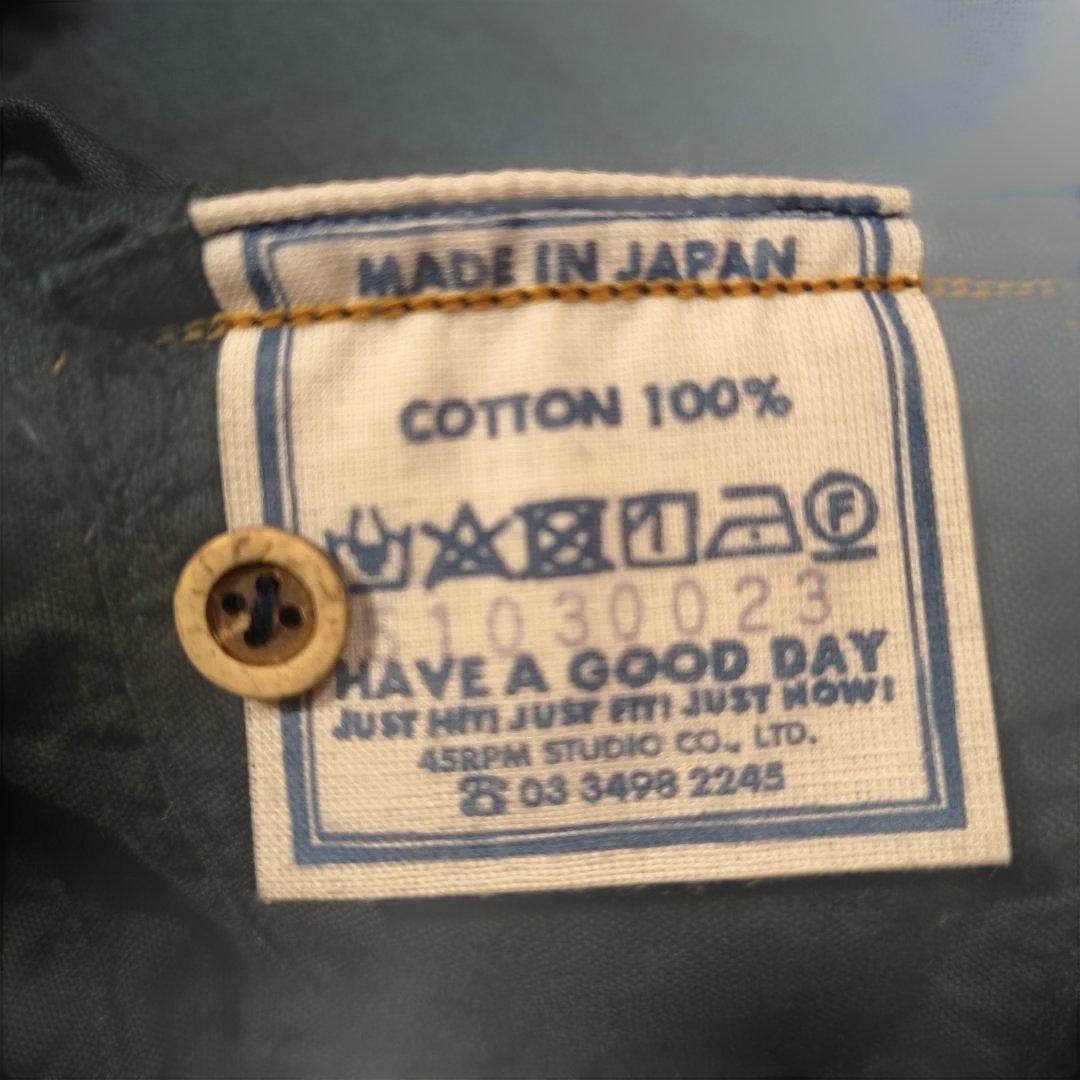 MADE IN JAPAN
COTTON 100%
F
1030023
HAVE A GOOD DAY
JUST HIT! JUST FIT! JUST NOW!
45RPM STUDIO CO., LTD.
☎ 03 3498 2245